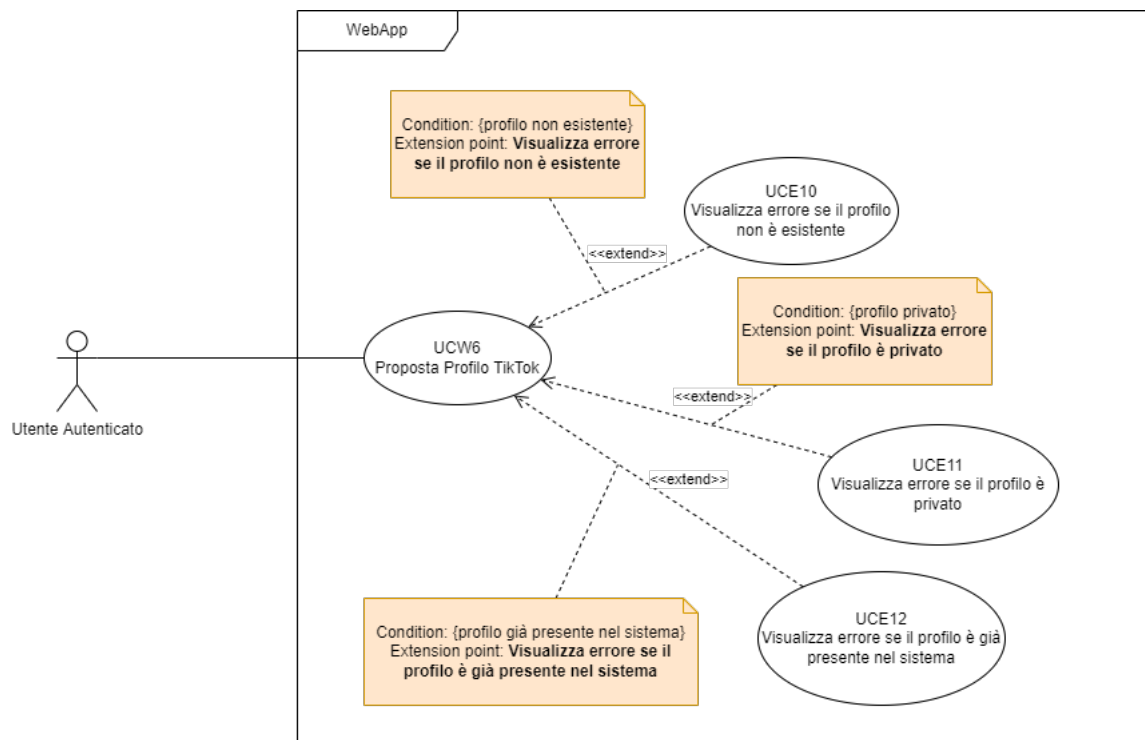 WebApp
Condition: {profilo non esistente}
Extension point: Visualizza errore
se il profilo non è esistente
UCE10
Visualizza errore se il profilo
non è esistente
<<extend>>
Condition: {profilo privato}
Extension point: Visualizza errore
se il profilo è privato
UCW6
Proposta Profilo TikTok
Utente Autenticato
<<extend>>
UCE11
Visualizza errore se il profilo è
privato
<<extend>>
Condition: {profilo già presente nel sistema}
Extension point: Visualizza errore se il
profilo è già presente nel sistema
UCE12
Visualizza errore se il profilo è già
presente nel sistema